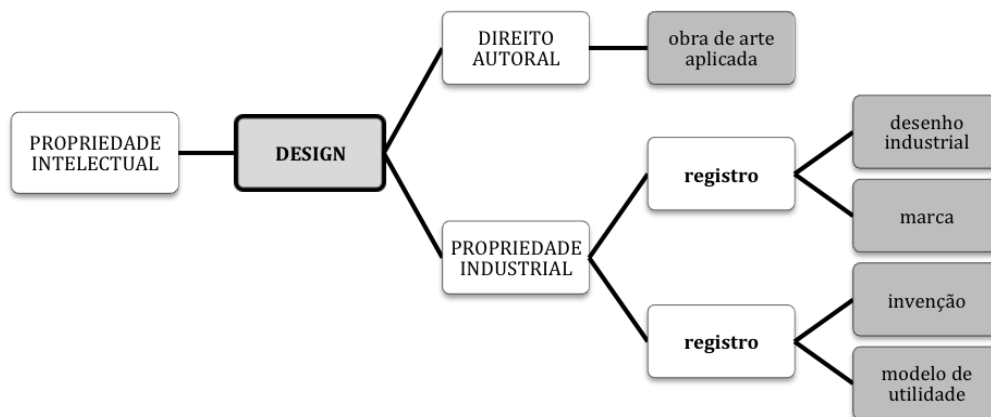 PROPRIEDADE
INTELECTUAL
DESIGN
DIREITO
AUTORAL
obra de arte
aplicada
PROPRIEDADE
INDUSTRIAL
registro
desenho
industrial
marca
registro
invenção
modelo de
utilidade